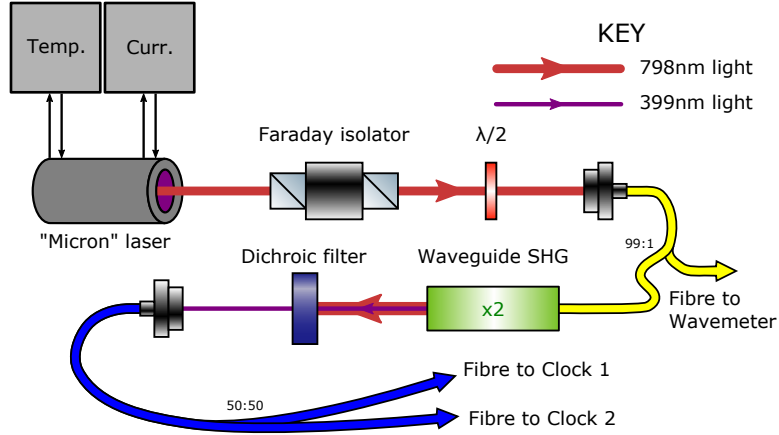 Temp.
Curr.
KEY
798nm light
399nm light
Faraday isolator
λ/2
"Micron" laser
99:1
Dichroic filter
Waveguide SHG
x2
Fibre to
Wavemeter
Fibre to Clock 1
50:50
Fibre to Clock 2